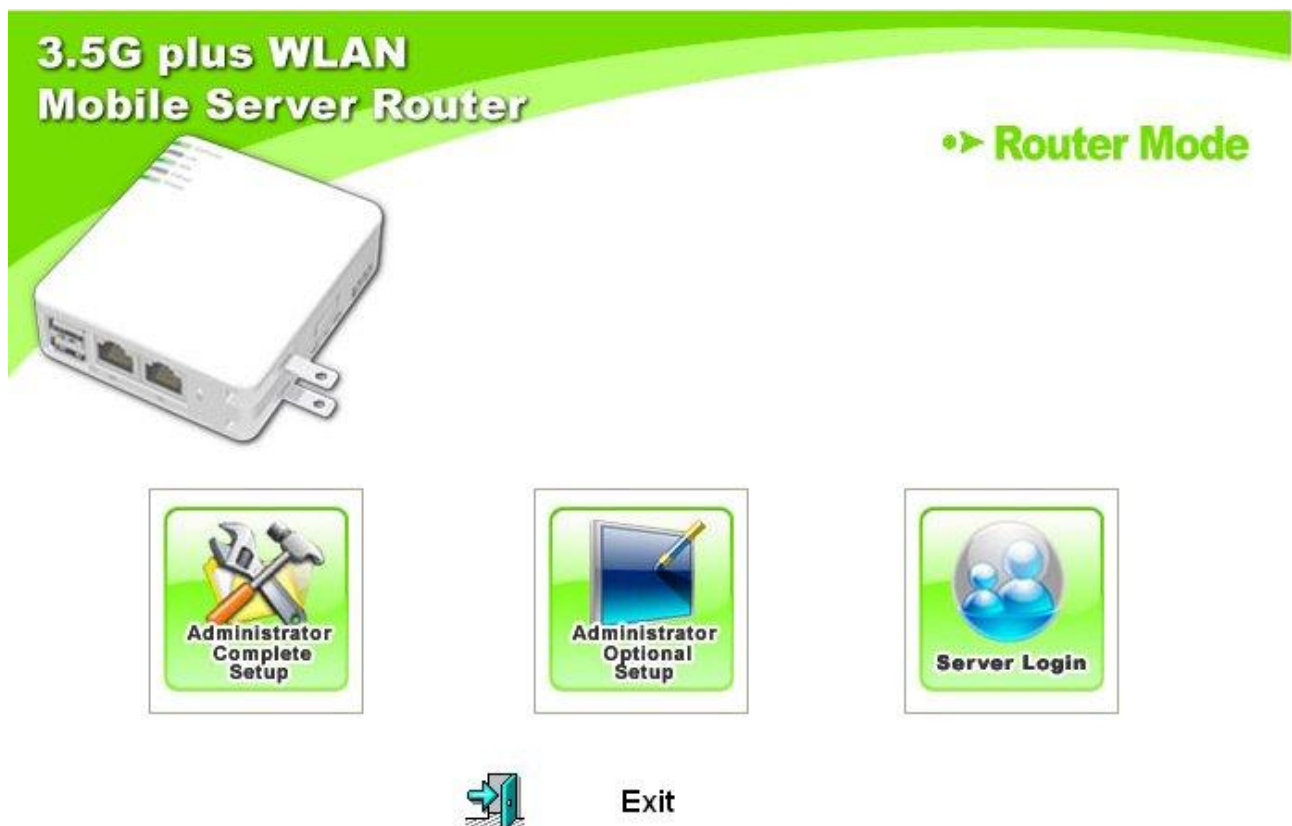 3.5G plus WLAN
Mobile Server Router
Router Mode
Administrator
Complete
Setup
Administrator
Optional
Setup
Server Login
Exit